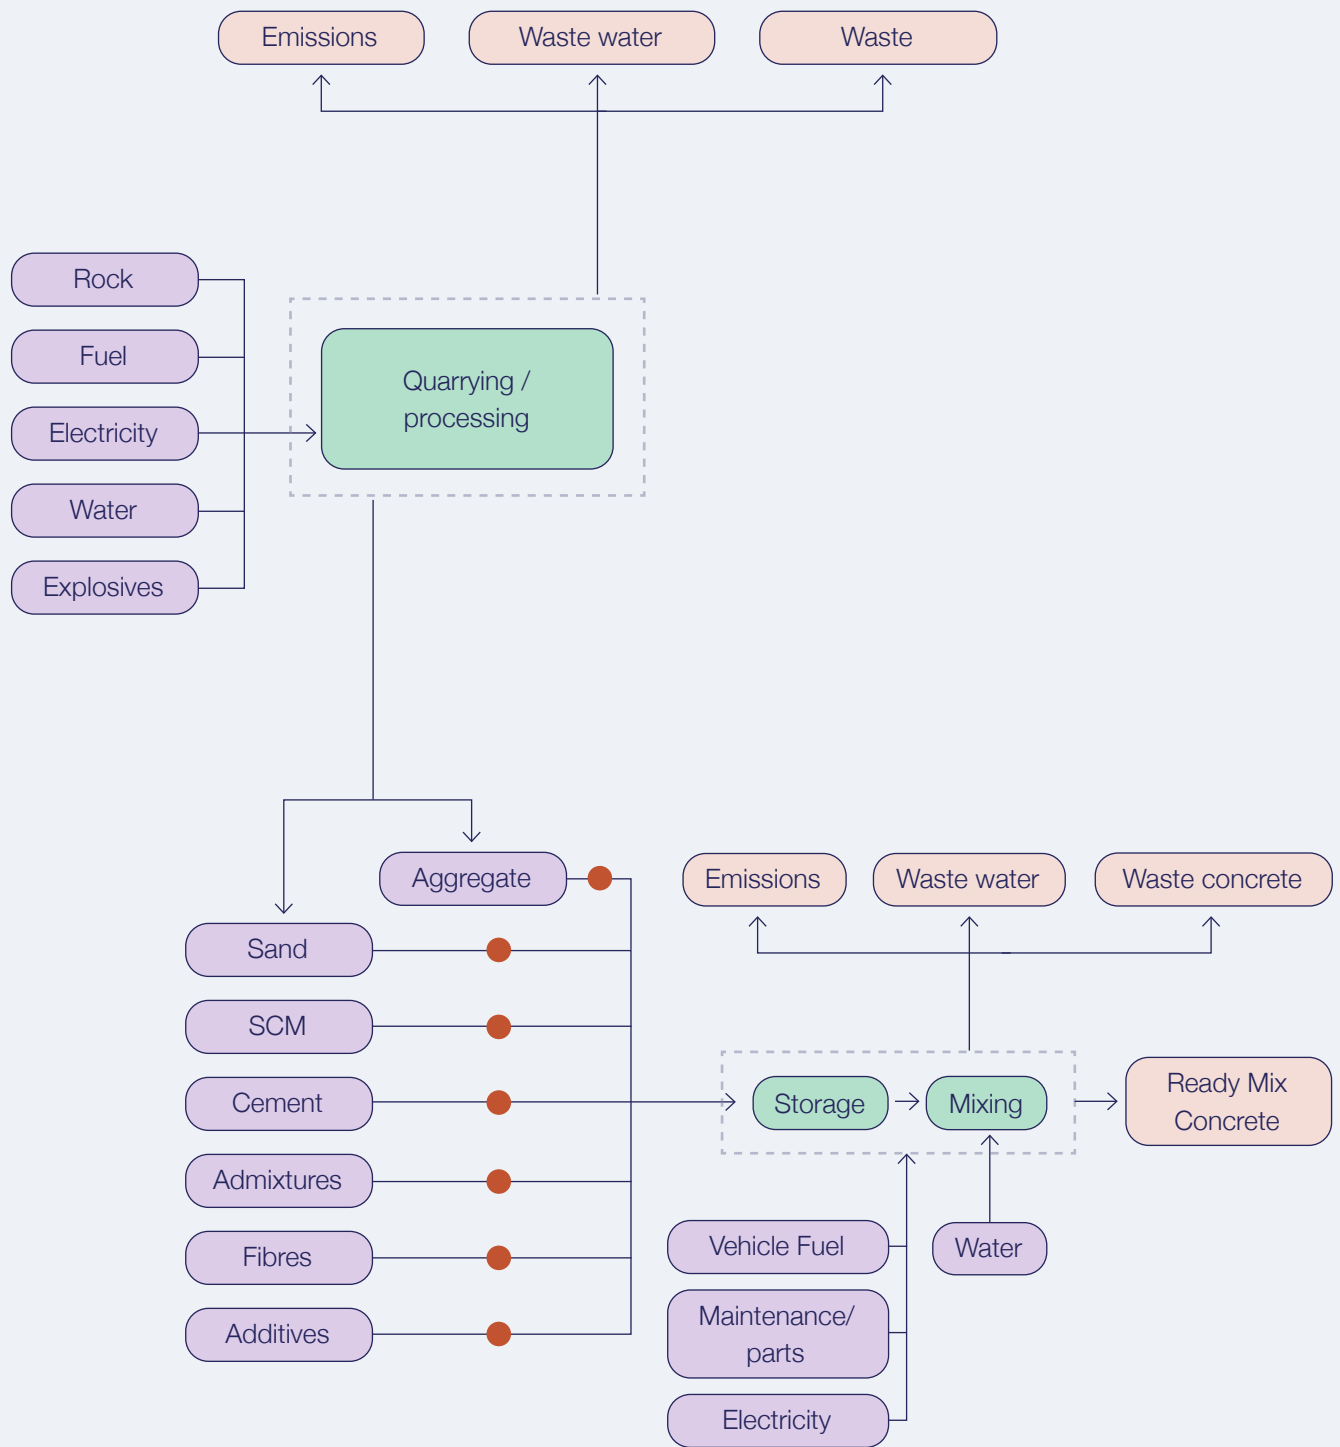 Emissions
Waste water
Waste
Rock
Fuel
Electricity
Water
Explosives
Quarrying /
processing
Aggregate
Sand
SCM
Cement
Admixtures
Fibres
Additives
Emissions
Waste water
Waste concrete
Storage
Mixing
Ready Mix
Concrete
Vehicle Fuel
Water
Maintenance/
parts
Electricity